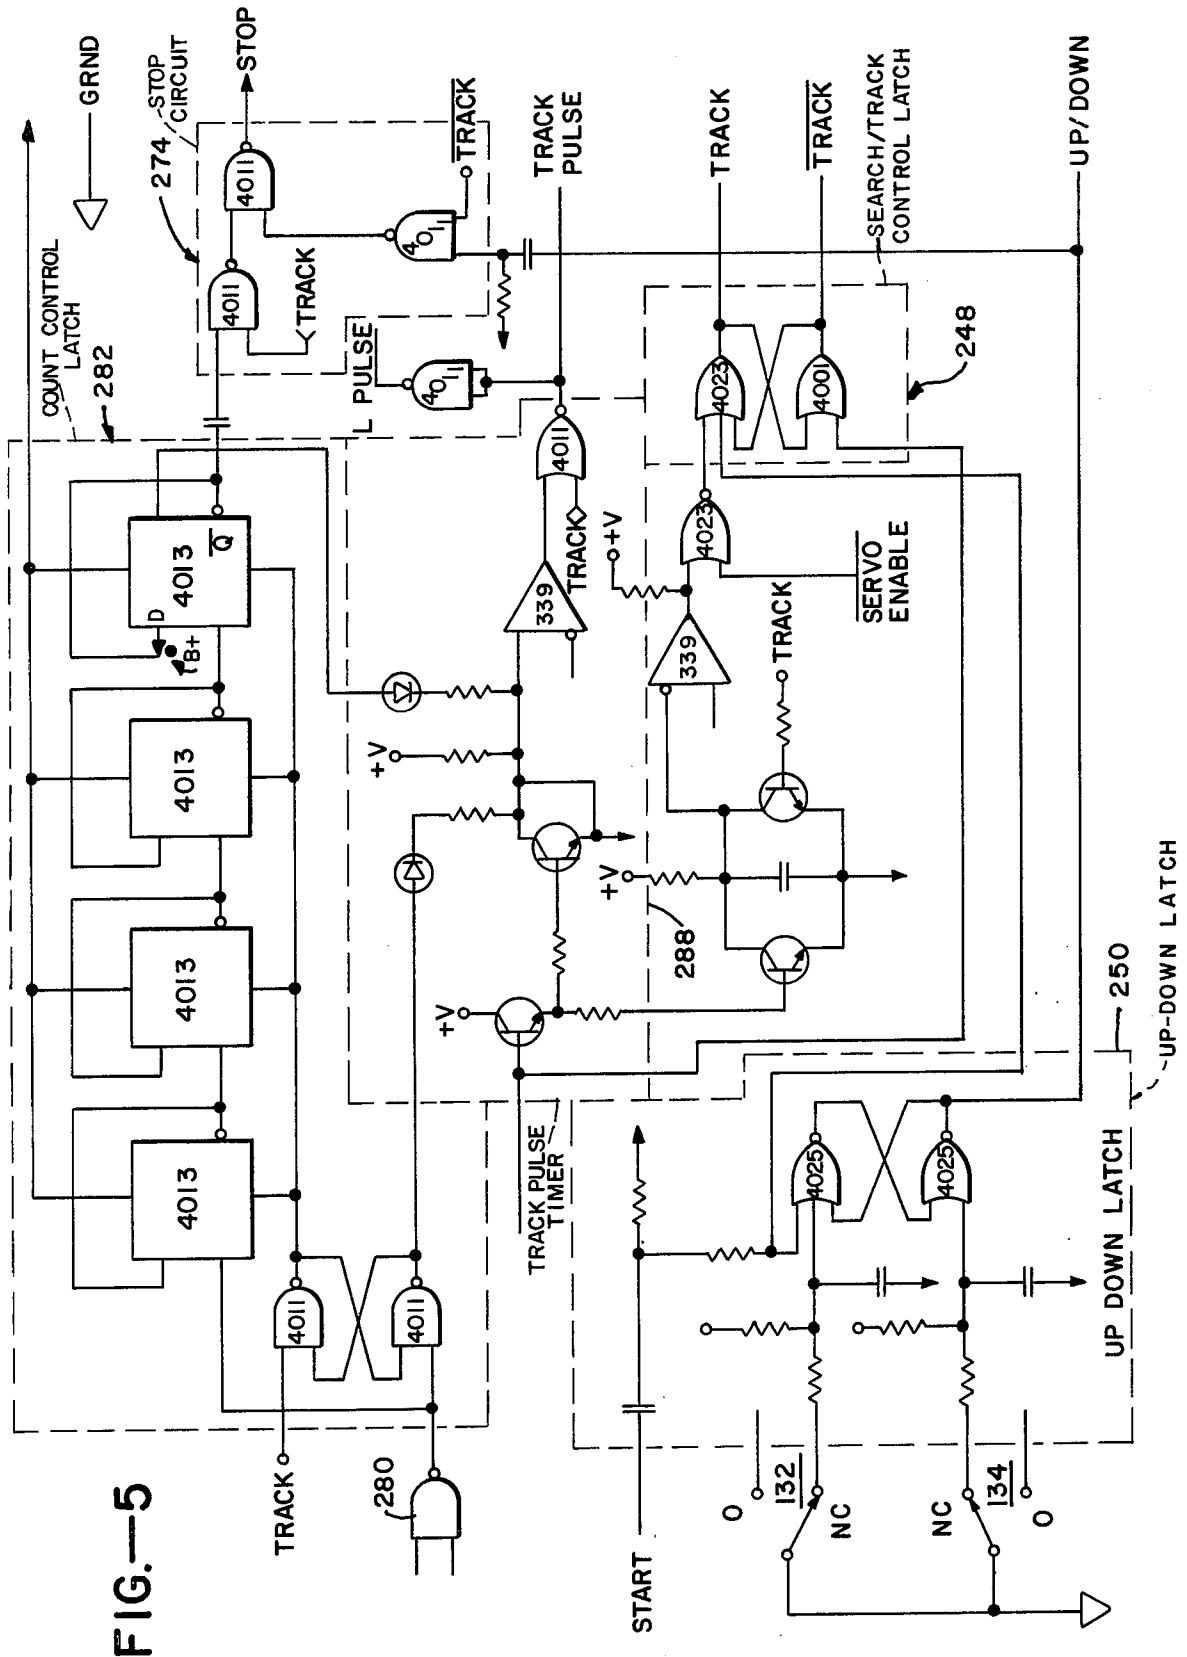 FIG.—5
GRND
STOP
STOP
CIRCUIT
274
COUNT CONTROL
LATCH
282
4011
4011
4011
TRACK
TRACK
L PULSE
4011
TRACK
PULSE
4013
D
Q
B+
4013
4013
4013
4011
4011
TRACK
280
339
4011
TRACK
+V
+V
TRACK PULSE
TIMER
TRACK
TRACK
SEARCH/TRACK
CONTROL LATCH
248
4023
4001
4023
+V
339
SERVO
ENABLE
TRACK
+V
288
UP/DOWN
250
UP-DOWN LATCH
UP DOWN LATCH
4025
4025
START
O
132
NC
NC
134
O